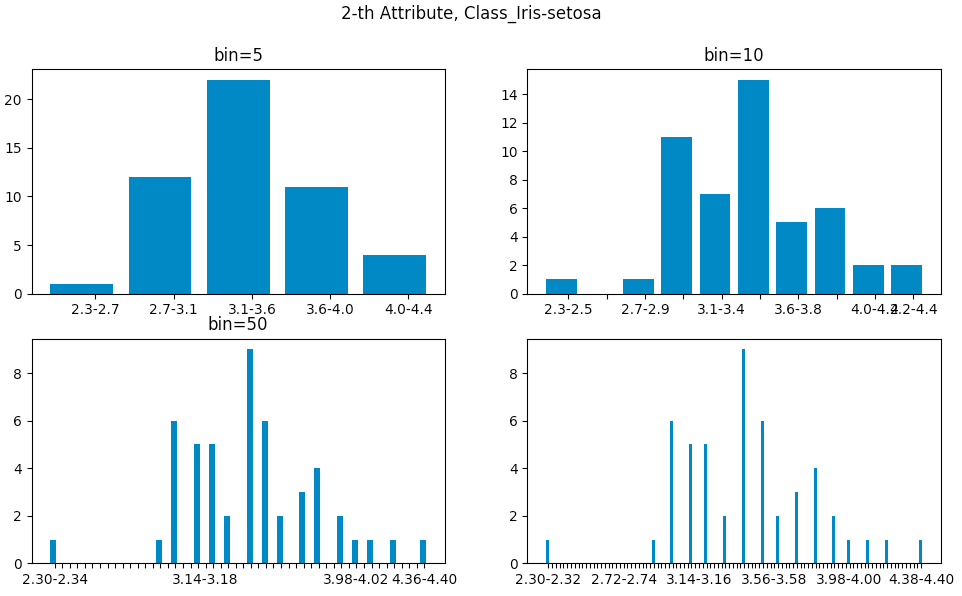 2-th Attribute, Class_Iris-setosa
bin=5
20
15
10
5
0
2.3-2.7 2.7-3.1 3.1-3.6 3.6-4.0 4.0-4.4
bin=10
14
12
10
8
6
4
2
0
2.3-2.5 2.7-2.9 3.1-3.4 3.6-3.8 4.0-4.2 4.2-4.4
bin=50
8
6
4
2
0
2.30-2.34 3.14-3.18 3.98-4.02 4.36-4.40
8
6
4
2
0
2.30-2.32 2.72-2.74 3.14-3.16 3.56-3.58 3.98-4.00 4.38-4.40